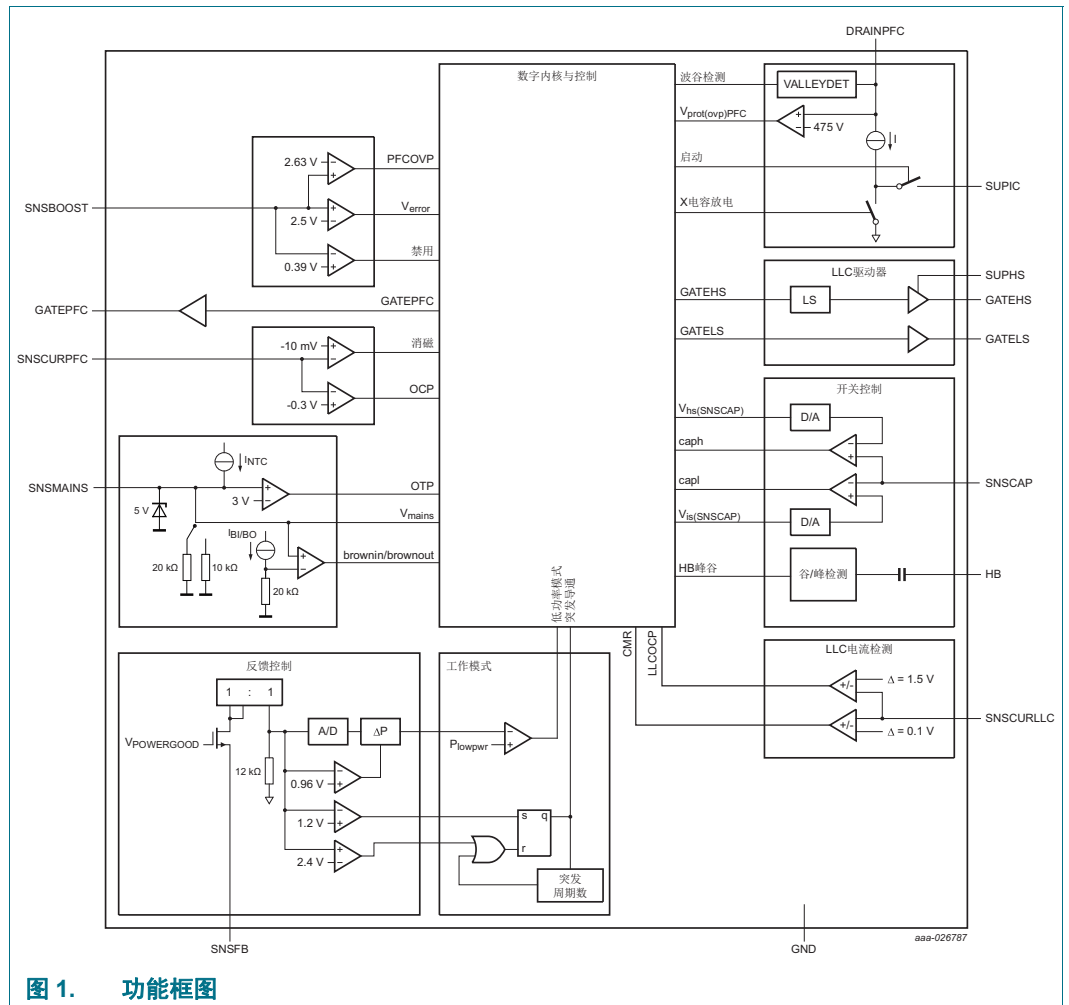 DRAINPFC
数字内核与控制
波谷检测
VALLEYDET
Vprot(ovp)PFC
+
−
475 V
I
启动
SUPIC
X电容放电
SNSBOOST
2.63 V
−
+
PFCOVP
+
−
2.5 V
Verror
−
+
0.39 V
禁用
GATEPFC
GATEPFC
LLC驱动器
SUPHS
GATEHS
LS
GATEHS
GATELS
GATELS
SNSCURPFC
-10 mV
+
−
消磁
−
+
-0.3 V
OCP
开关控制
Vhs(SNSCAP)
D/A
caph
−
+
capl
−
+
SNSCAP
Vis(SNSCAP)
D/A
HB峰谷
谷/峰检测
HB
SNSMAINS
INTC
+
−
3 V
OTP
5 V
Vmains
IBI/BO
+
−
brownin/brownout
20 kΩ
10 kΩ
20 kΩ
低功率模式
突发导通
CMR
LLCOCP
LLC电流检测
+/-
Δ = 1.5 V
+/-
Δ = 0.1 V
SNSCURLLC
反馈控制
1 : 1
VPOWERGOOD
12 kΩ
A/D
ΔP
−
+
0.96 V
−
+
1.2 V
+
−
2.4 V
工作模式
−
+
Plowpwr
s q
r
突发
周期数
SNSFB
GND
aaa-026787
图 1. 功能框图